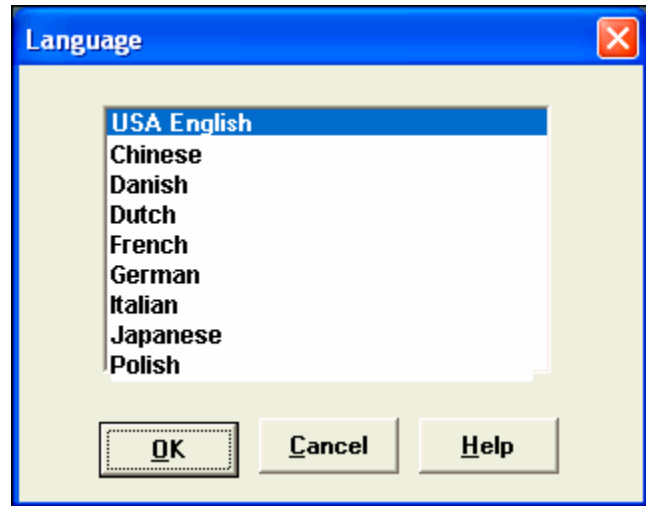 Language
USA English
Chinese
Danish
Dutch
French
German
Italian
Japanese
Polish
OK Cancel Help